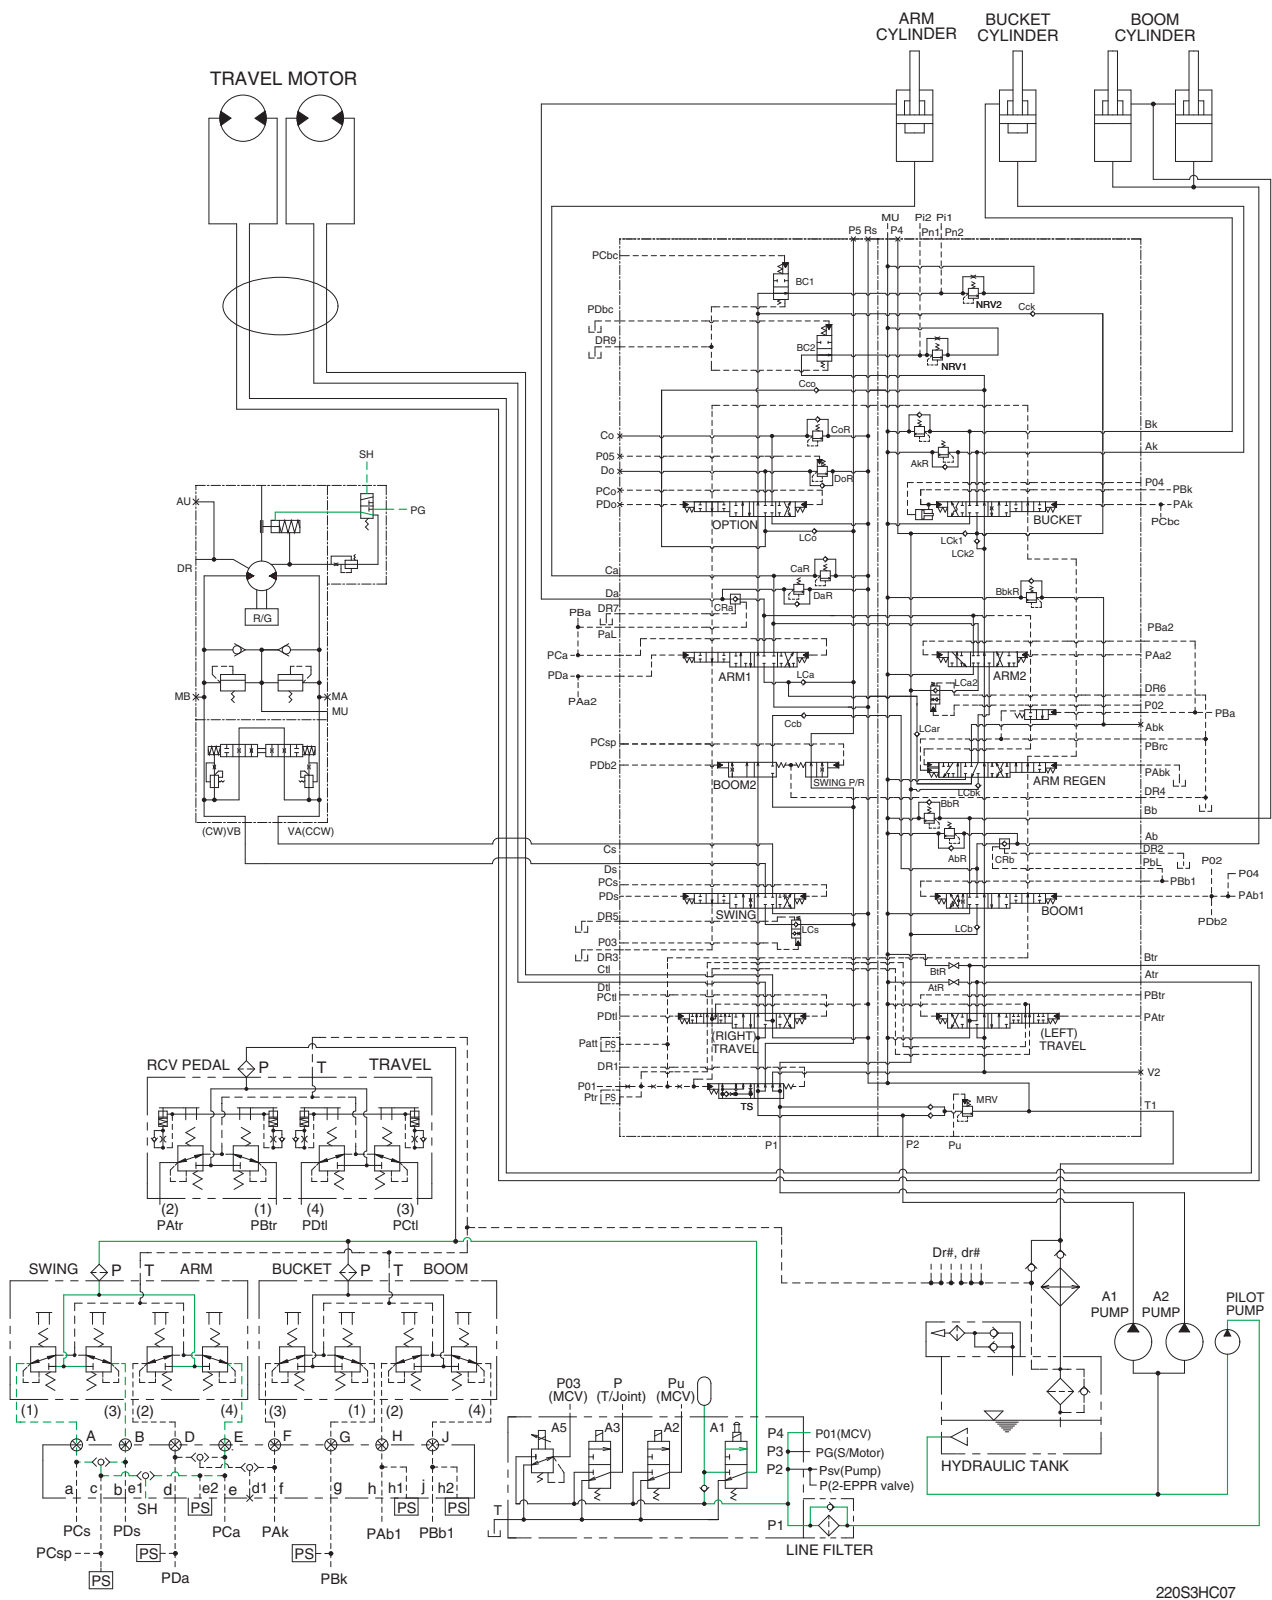 ARM
CYLINDER
BUCKET
CYLINDER
BOOM
CYLINDER
TRAVEL MOTOR
MU
Pi2 Pi1
P5 Rs
P4
Pn1
Pn2
PCbc
BC1
NRV2
Cck
PDbc
DR9
BC2
NRV1
Cco
Co
CoR
Bk
Ak
P05
Do
DoR
AkR
PCo
PDo
OPTION
BUCKET
P04
PBk
PAk
PCbc
LCo
LCk1
LCk2
SH
AU
PG
DR
R/G
MB
MA
MU
(CW)VB
VA(CCW)
Ca
CaR
Da
DaR
CRa
BbkR
DR7
PBa
PaL
PCa
PDa
PAa2
ARM1
LCa
ARM2
LCa2
PBa2
PAa2
DR6
P02
PBa
Abk
LCar
Ccb
PCsp
PDb2
BOOM2
SWING P/R
ARM REGEN
LCbk
PBrc
PAbk
DR4
BbR
Bb
AbR
CRb
Ab
DR2
PbL
P02
P04
PBb1
PAb1
PDb2
Cs
Ds
PCs
PDs
SWING
BOOM1
DR5
LCs
LCb
P03
DR3
Ctl
Dtl
PCtl
PDtl
(RIGHT)
TRAVEL
BtR
AtR
Btr
Atr
PBtr
PAtr
(LEFT)
TRAVEL
Patt
PS
DR1
P01
Ptr
PS
TS
MRV
V2
T1
P1
P2
Pu
RCV PEDAL
P
T
TRAVEL
(2)
PAtr
(1)
PBtr
(4)
PDtl
(3)
PCtl
SWING
P
T
ARM
BUCKET
P
T
BOOM
(1)
(3)
(2)
(4)
(3)
(1)
(2)
(4)
A
B
D
E
F
G
H
J
a
c
b
e1
d
e2
e
d1
f
g
h
h1
j
h2
SH
PS
PS
PS
PCs
PDs
PCa
PAk
PAb1
PBb1
PCsp
PS
PS
PS
PDa
PBk
P03
(MCV)
P
(T/Joint)
Pu
(MCV)
A5
A3
A2
A1
P4
P01(MCV)
P3
PG(S/Motor)
P2
Psv(Pump)
P(2-EPPR valve)
T
P1
LINE FILTER
Dr#, dr#
A1
PUMP
A2
PUMP
PILOT
PUMP
HYDRAULIC TANK
220S3HC07